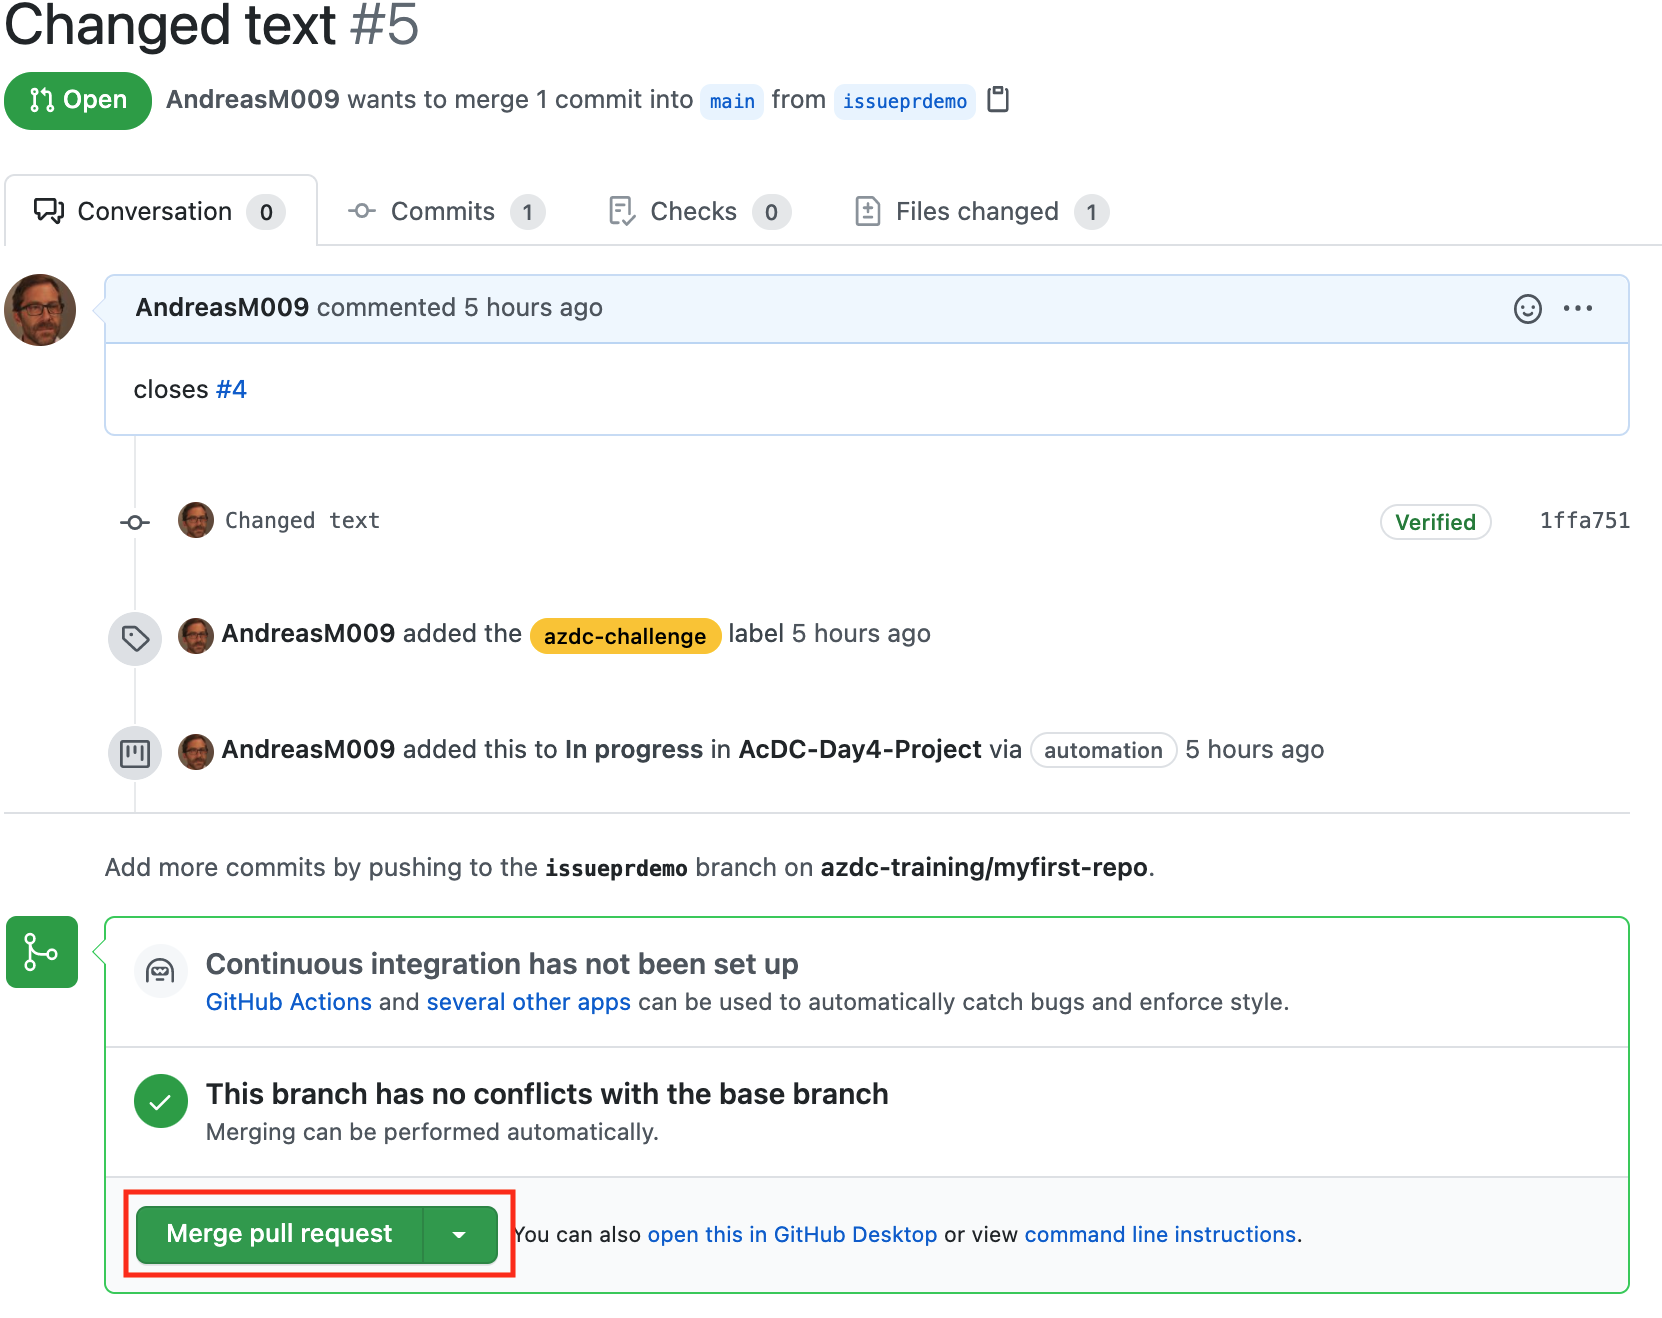 Changed text #5
Open AndreasM009 wants to merge 1 commit into main from issueprdemo
Conversation 0 Commits 1 Checks 0 Files changed 1
AndreasM009 commented 5 hours ago
closes #4
Changed text Verified 1ffa751
AndreasM009 added the azdc-challenge label 5 hours ago
AndreasM009 added this to In progress in AcDC-Day4-Project via automation 5 hours ago
Add more commits by pushing to the issueprdemo branch on azdc-training/myfirst-repo.
Continuous integration has not been set up
GitHub Actions and several other apps can be used to automatically catch bugs and enforce style.
This branch has no conflicts with the base branch
Merging can be performed automatically.
Merge pull request You can also open this in GitHub Desktop or view command line instructions.